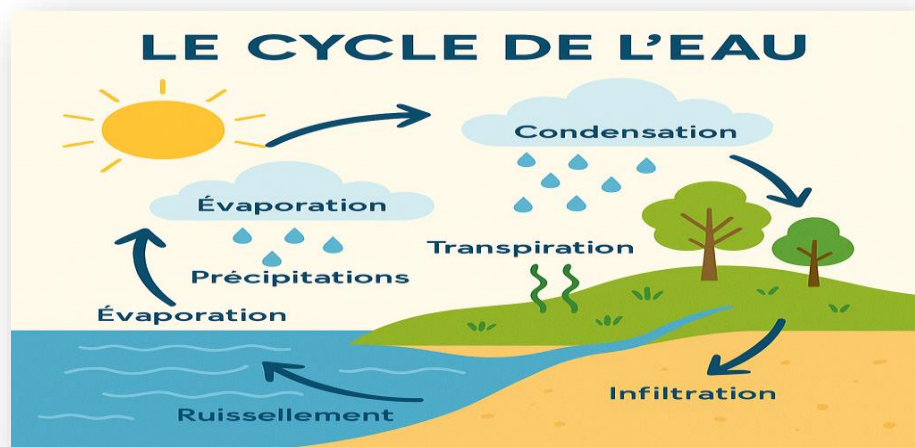 LE CYCLE DE L'EAU
Condensation
Évaporation
Transpiration
Précipitations
Évaporation
Infiltration
Ruissellement